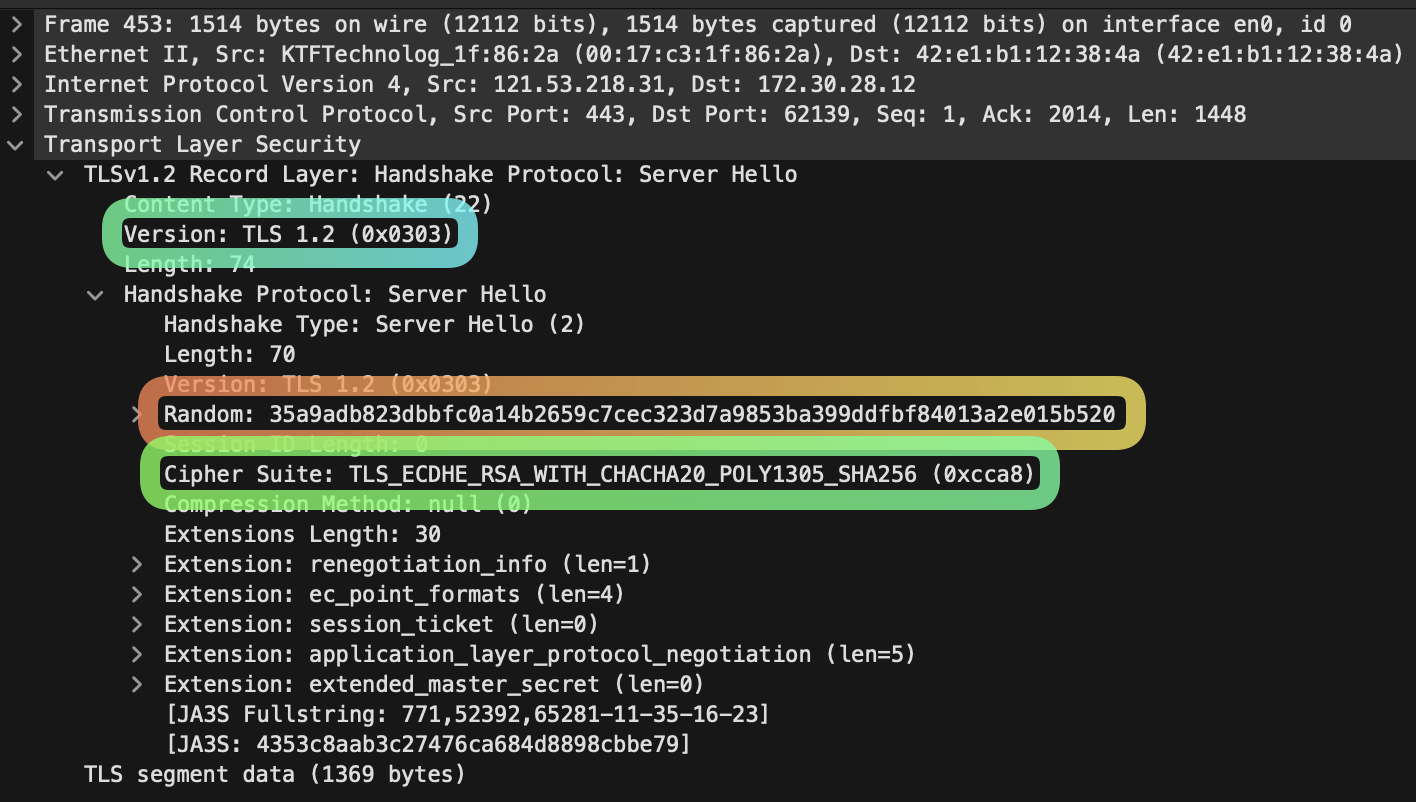 Frame 453: 1514 bytes on wire (12112 bits), 1514 bytes captured (12112 bits) on interface en0, id 0
Ethernet II, Src: KTFTechnolog_1f:86:2a (00:17:c3:1f:86:2a), Dst: 42:e1:b1:12:38:4a (42:e1:b1:12:38:4a)
Internet Protocol Version 4, Src: 121.53.218.31, Dst: 172.30.28.12
Transmission Control Protocol, Src Port: 443, Dst Port: 62139, Seq: 1, Ack: 2014, Len: 1448
Transport Layer Security
TLSv1.2 Record Layer: Handshake Protocol: Server Hello
Content Type: Handshake (22)
Version: TLS 1.2 (0x0303)
Length: 74
Handshake Protocol: Server Hello
Handshake Type: Server Hello (2)
Length: 70
Version: TLS 1.2 (0x0303)
Random: 35a9adb823dbbfc0a14b2659c7cec323d7a9853ba399ddfbf84013a2e015b520
Session ID Length: 0
Cipher Suite: TLS_ECDHE_RSA_WITH_CHACHA20_POLY1305_SHA256 (0xcca8)
Compression Method: null (0)
Extensions Length: 30
Extension: renegotiation_info (len=1)
Extension: ec_point_formats (len=4)
Extension: session_ticket (len=0)
Extension: application_layer_protocol_negotiation (len=5)
Extension: extended_master_secret (len=0)
[JA3S Fullstring: 771,52392,65281-11-35-16-23]
[JA3S: 4353c8aab3c27476ca684d8898cbbe79]
TLS segment data (1369 bytes)